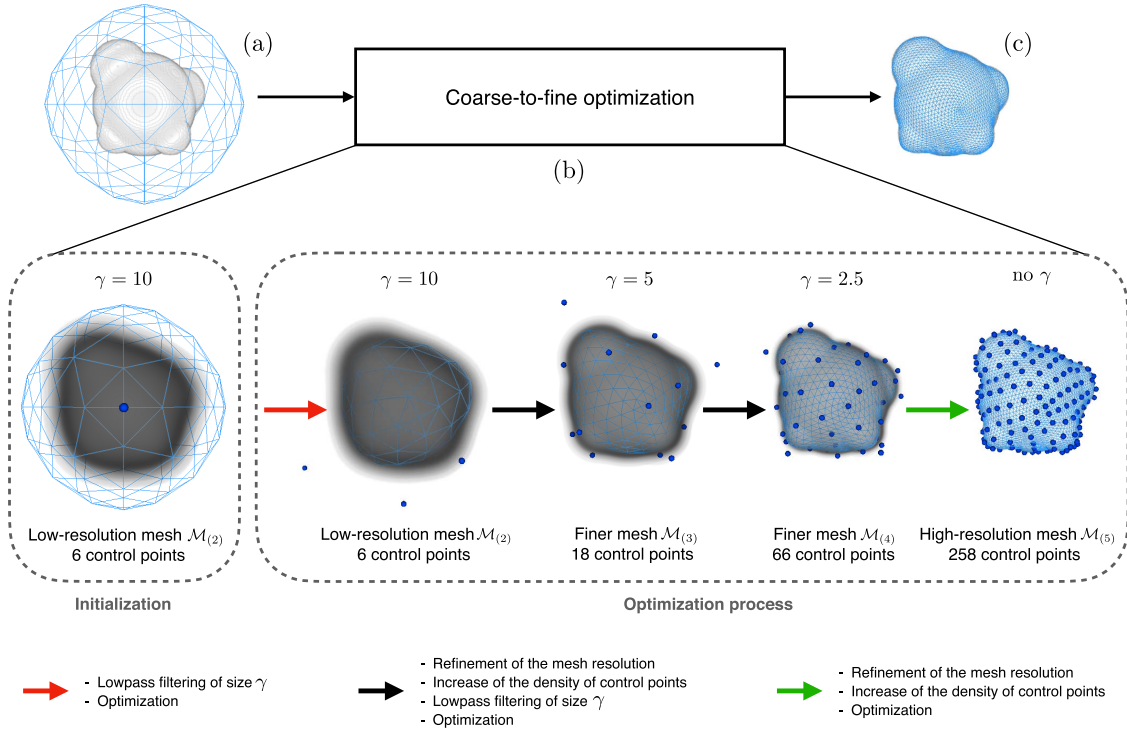 (a)
Coarse-to-fine optimization
(c)
(b)
γ = 10
γ = 10
γ = 5
γ = 2.5
no γ
Low-resolution mesh M(2)
6 control points
Low-resolution mesh M(2)
6 control points
Finer mesh M(3)
18 control points
Finer mesh M(4)
66 control points
High-resolution mesh M(5)
258 control points
Initialization
Optimization process
- Lowpass filtering of size γ
- Optimization
- Refinement of the mesh resolution
- Increase of the density of control points
- Lowpass filtering of size γ
- Optimization
- Refinement of the mesh resolution
- Increase of the density of control points
- Optimization